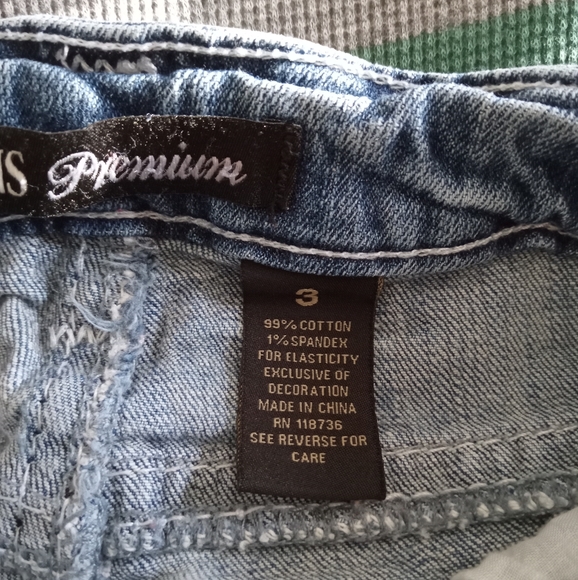 Premium
3
99% COTTON
1% SPANDEX
FOR ELASTICITY
EXCLUSIVE OF
DECORATION
MADE IN CHINA
RN 118736
SEE REVERSE FOR
CARE